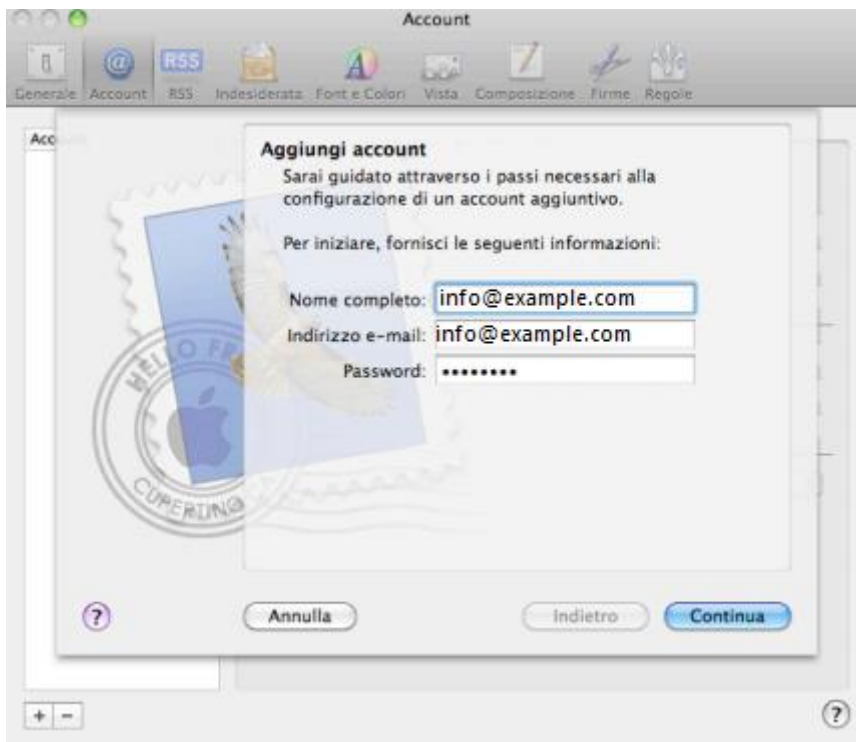 Account
Generale Account RSS Indesiderata Font e Colori Vista Composizione Firme Regole
RSS
Aggiungi account
Sarai guidato attraverso i passi necessari alla
configurazione di un account aggiuntivo.
Per iniziare, fornisci le seguenti informazioni:
Nome completo: info@example.com
Indirizzo e-mail: info@example.com
Password: ••••••••
CUPERTINO
? Annulla Indietro Continua
+ - ?